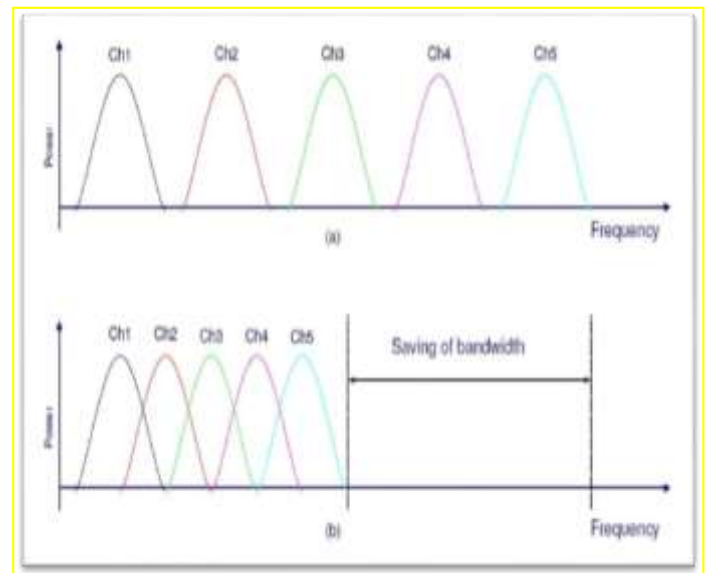 Ch1 Ch2 Ch3 Ch4 Ch5
Power
Frequency
(a)
Ch1 Ch2 Ch3 Ch4 Ch5
Saving of bandwidth
Power
Frequency
(b)